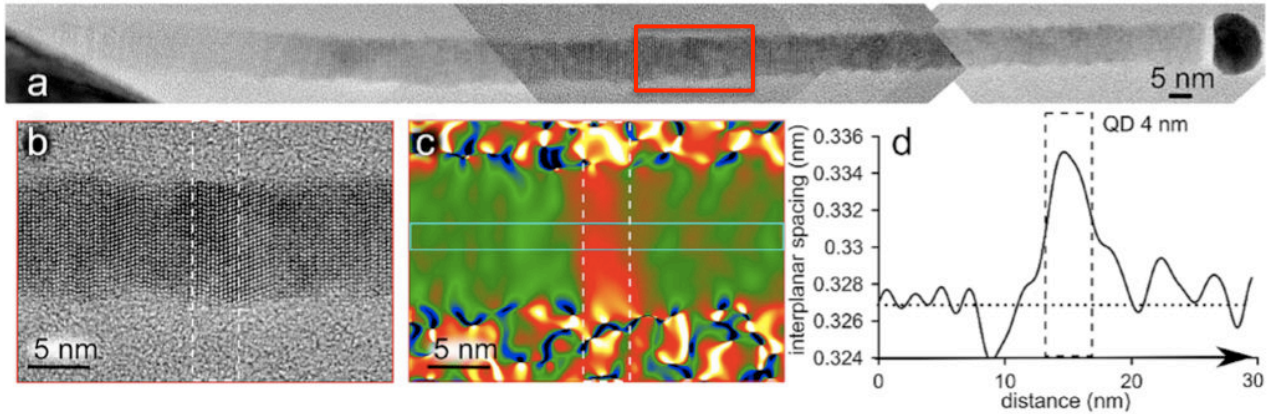 a
5 nm
b
5 nm
c
5 nm
d
QD 4 nm
interplanar spacing (nm)
0.336
0.334
0.332
0.33
0.328
0.326
0.324
0
10
20
30
distance (nm)